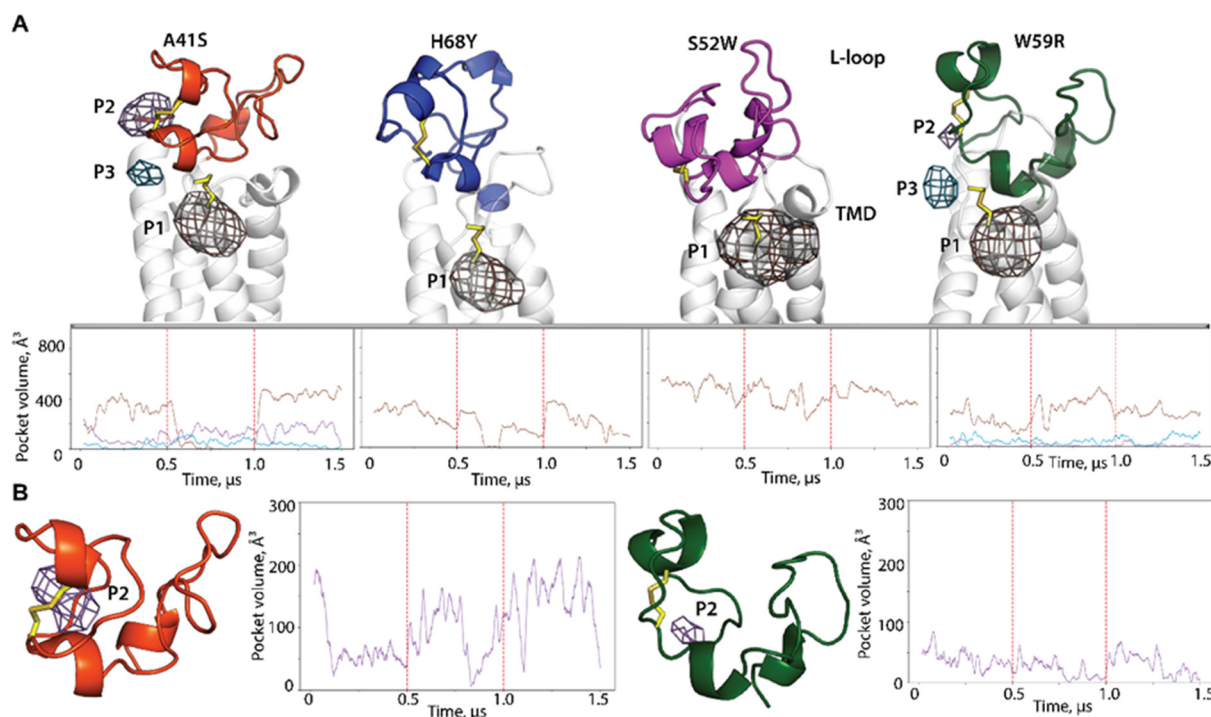 A
A41S
H68Y
S52W
L-loop
W59R
P2
P3
P1
P1
P1
TMD
P2
P3
P1
Pocket volume, Å³
800
400
0
0 0.5 1.0 1.5
Time, µs
0.5 1.0 1.5
Time, µs
0 0.5 1.0 1.5
Time, µs
0 0.5 1.0 1.5
Time, µs
B
P2
Pocket volume, Å³
300
200
100
0
0 0.5 1.0 1.5
Time, µs
P2
Pocket volume, Å³
300
200
100
0
0 0.5 1.0 1.5
Time, µs